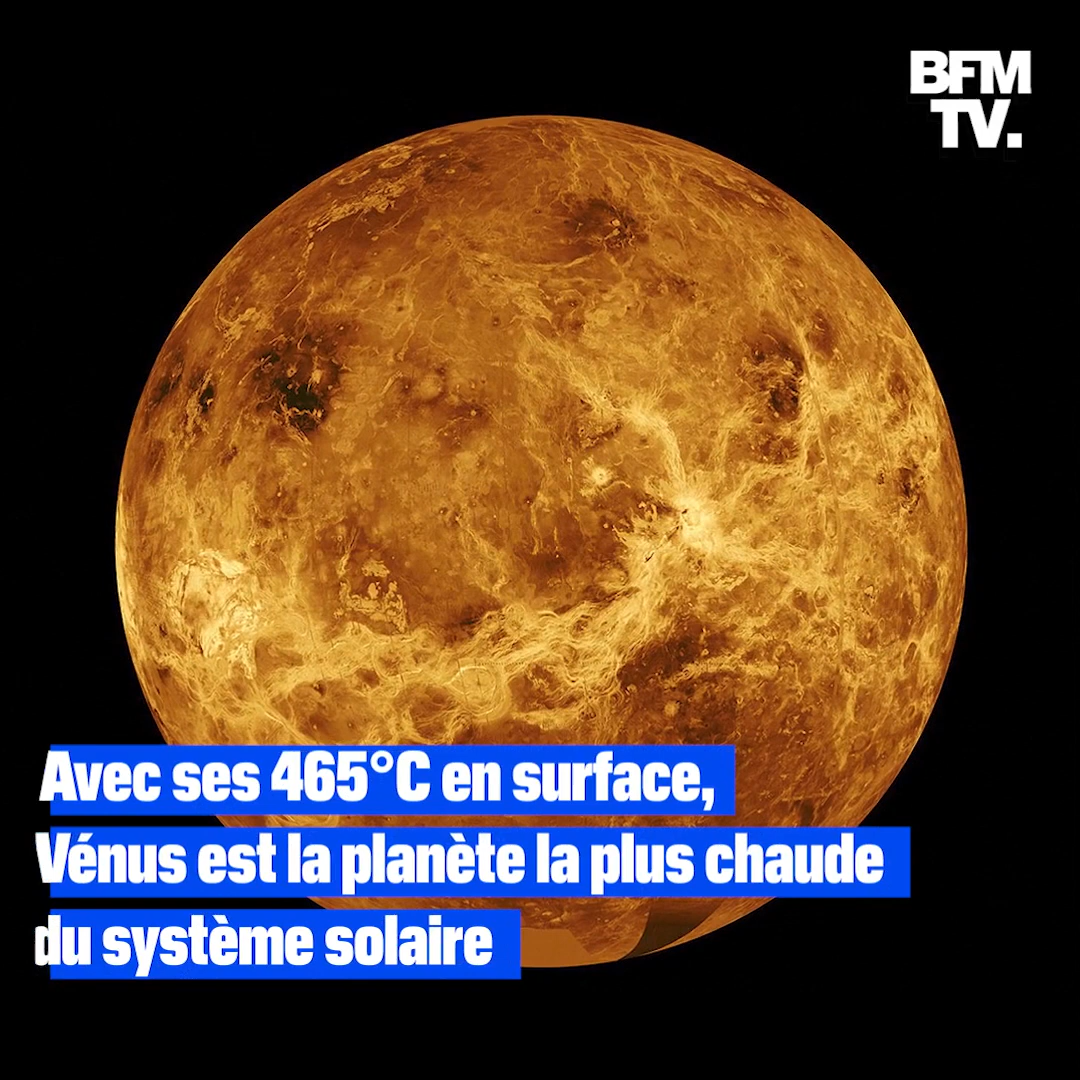 BFM
TV.
Avec ses 465°C en surface,
Vénus est la planète la plus chaude
du système solaire